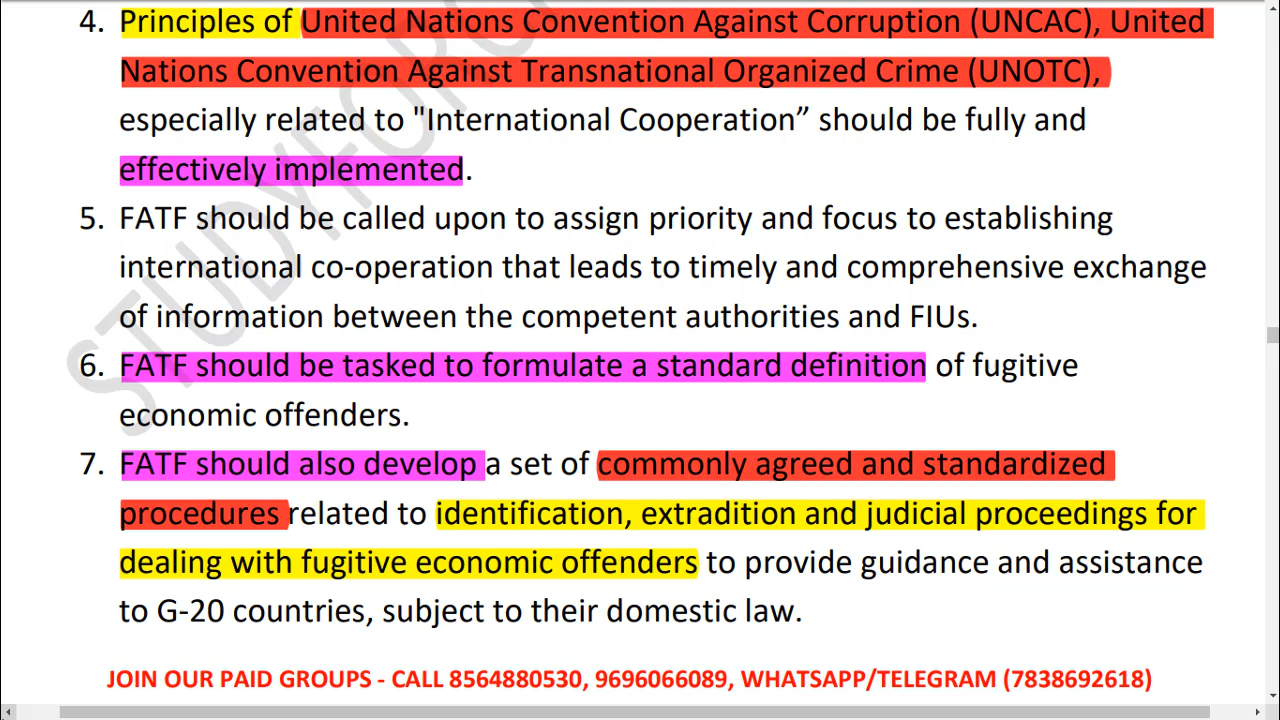 4. Principles of United Nations Convention Against Corruption (UNCAC), United
Nations Convention Against Transnational Organized Crime (UNOTC),
especially related to "International Cooperation” should be fully and
effectively implemented.
5. FATF should be called upon to assign priority and focus to establishing
international co-operation that leads to timely and comprehensive exchange
of information between the competent authorities and FIUs.
6. FATF should be tasked to formulate a standard definition of fugitive
economic offenders.
7. FATF should also develop a set of commonly agreed and standardized
procedures related to identification, extradition and judicial proceedings for
dealing with fugitive economic offenders to provide guidance and assistance
to G-20 countries, subject to their domestic law.
JOIN OUR PAID GROUPS - CALL 8564880530, 9696066089, WHATSAPP/TELEGRAM (7838692618)